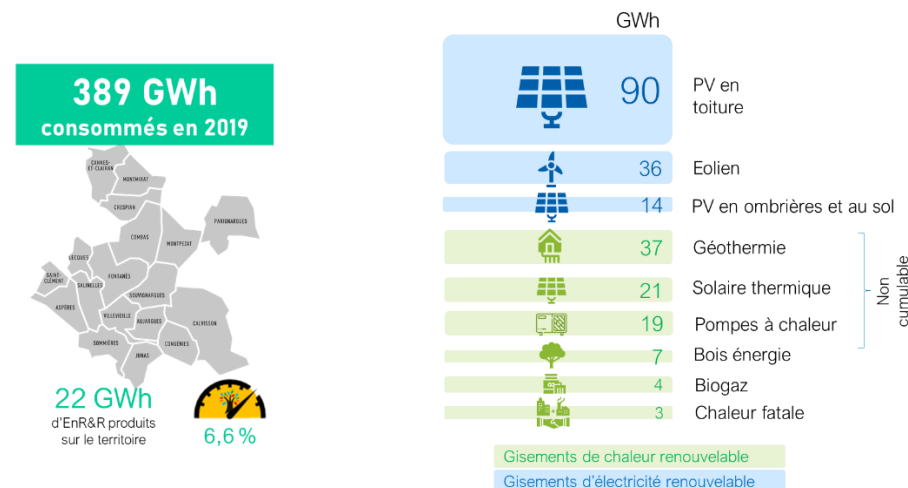 389 GWh
consommés en 2019
CANNES-
ET-CLAIRAN
MONTMIRAT
CRESPIAN
PARIGNARGUES
COMBAS
MONTPEZAT
LECQUES
FONTANÈS
SAINT-
CLÉMENT
SALINELLES
SOUVIGNARGUES
ASPÈRES
VILLEVIEILLE
AUJARGUES
CALVISSON
SOMMIÈRES
JUNAS
CONGÉNIES
22 GWh
d'EnR&R produits
sur le territoire
6,6 %
GWh
90
PV en
toiture
36
Eolien
14
PV en ombrières et au sol
37
Géothermie
21
Solaire thermique
19
Pompes à chaleur
7
Bois énergie
4
Biogaz
3
Chaleur fatale
Non
cumulable
Gisements de chaleur renouvelable
Gisements d'électricité renouvelable